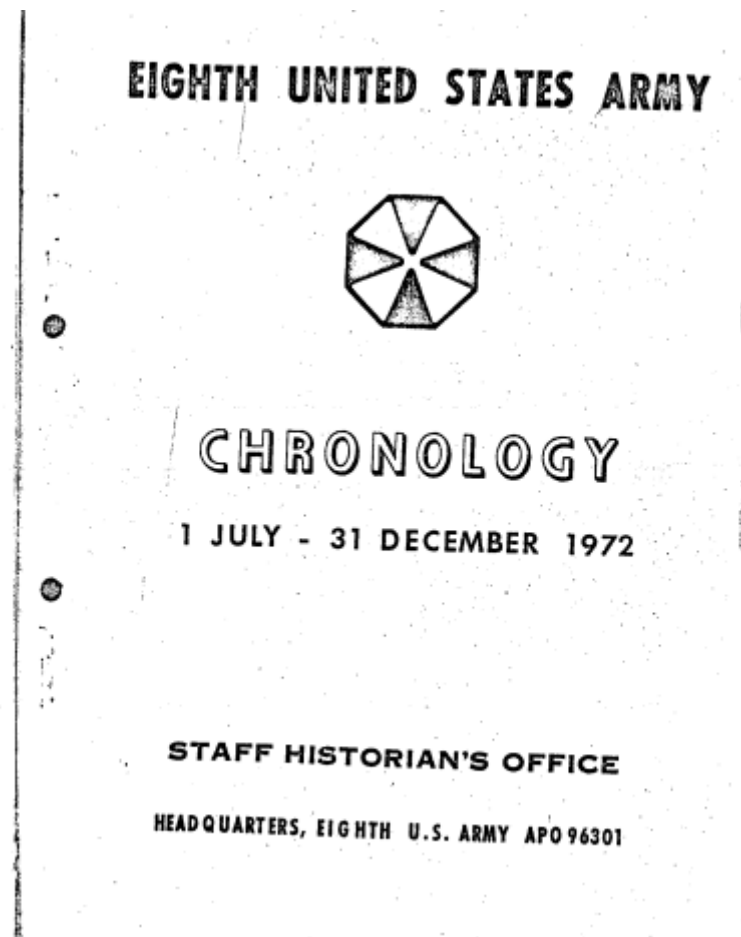 EIGHTH UNITED STATES ARMY
CHRONOLOGY
1 JULY - 31 DECEMBER 1972
STAFF HISTORIAN'S OFFICE
HEADQUARTERS, EIGHTH U.S. ARMY APO 96301